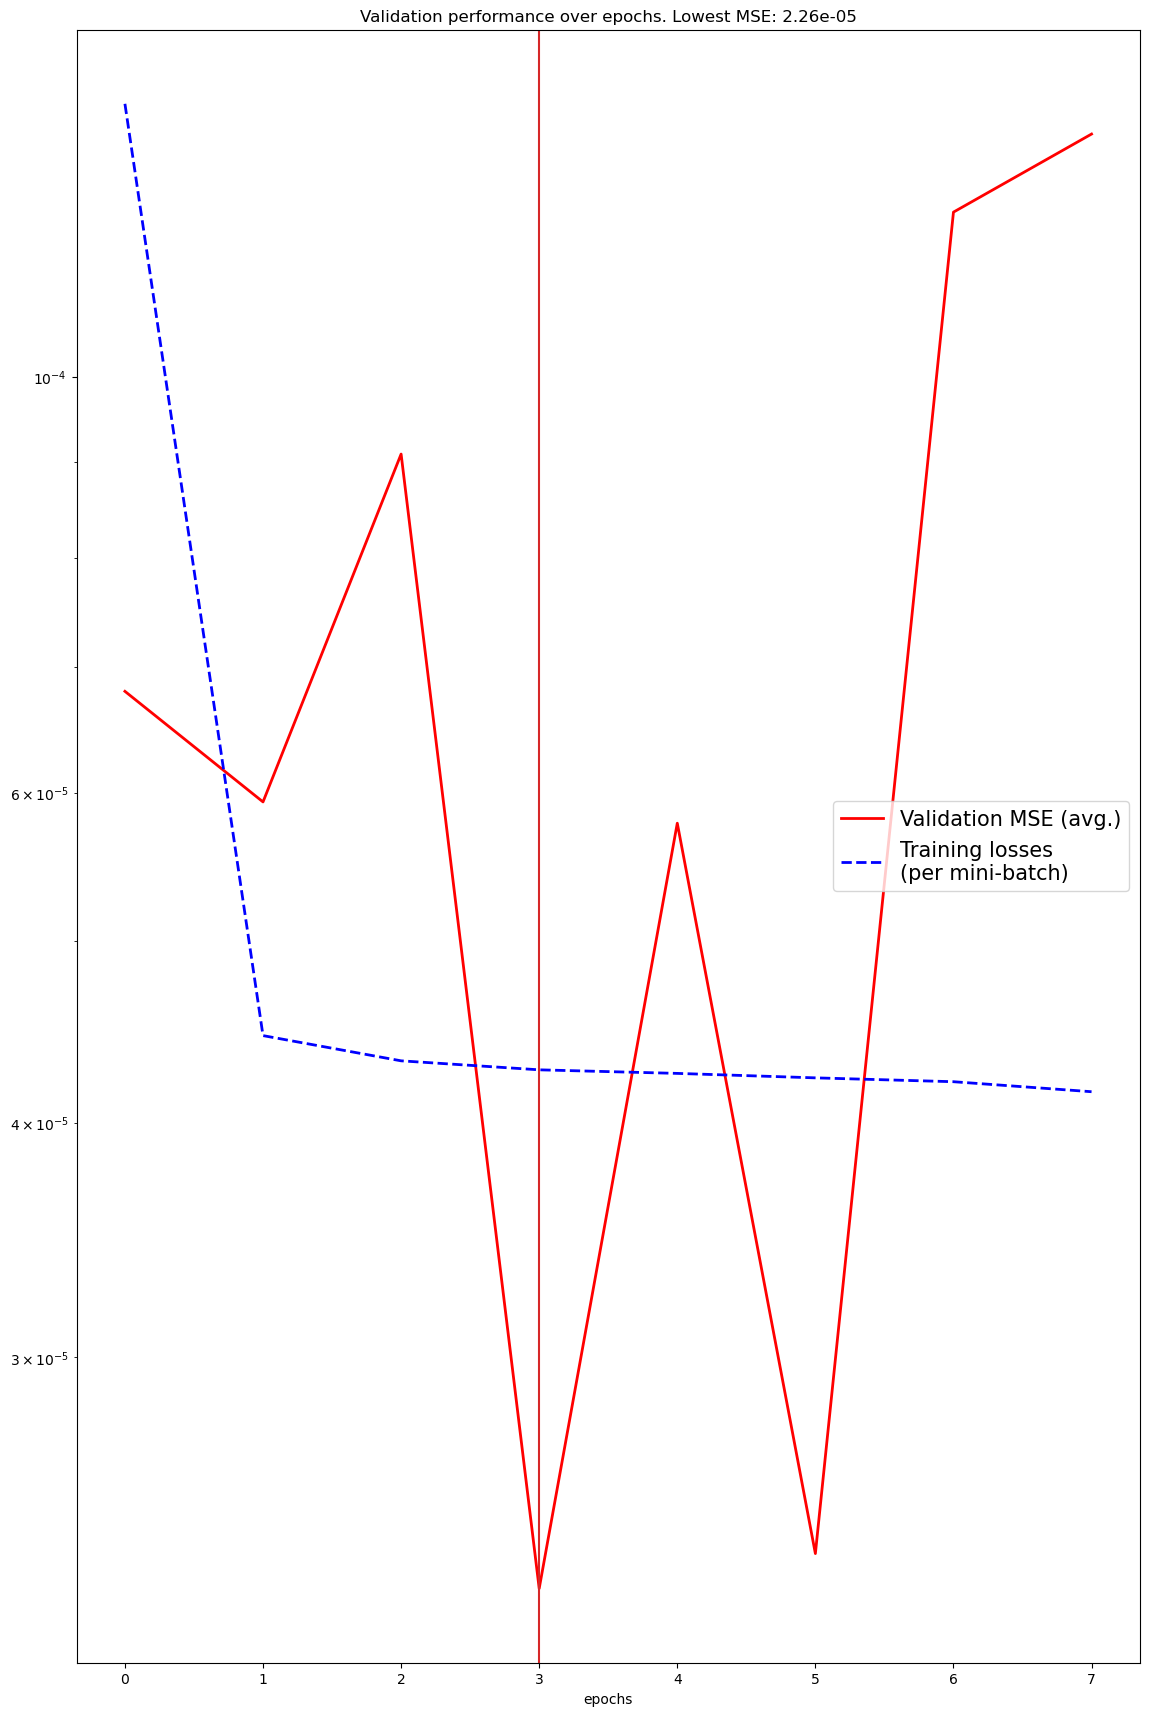 Validation performance over epochs. Lowest MSE: 2.26e-05
10⁻⁴
6 × 10⁻⁵
4 × 10⁻⁵
3 × 10⁻⁵
Validation MSE (avg.)
Training losses
(per mini-batch)
0 1 2 3 4 5 6 7
epochs